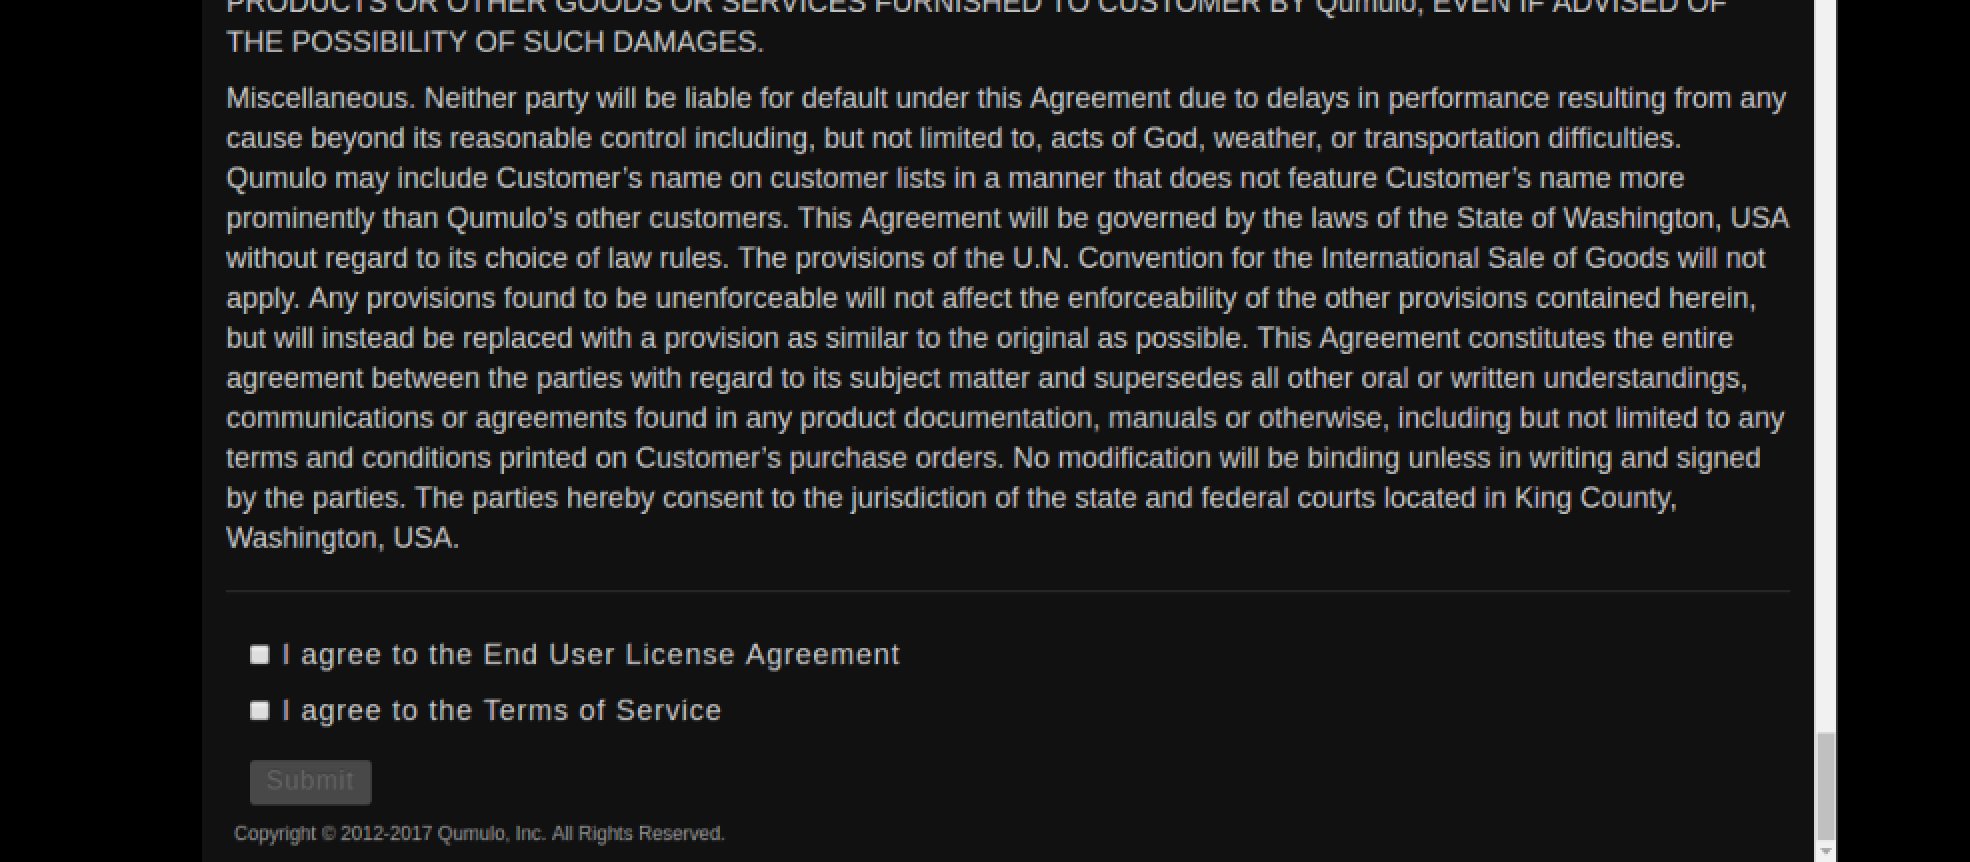 PRODUCTS OR OTHER GOODS OR SERVICES FURNISHED TO CUSTOMER BY Qumulo, EVEN IF ADVISED OF
THE POSSIBILITY OF SUCH DAMAGES.
Miscellaneous. Neither party will be liable for default under this Agreement due to delays in performance resulting from any
cause beyond its reasonable control including, but not limited to, acts of God, weather, or transportation difficulties.
Qumulo may include Customer’s name on customer lists in a manner that does not feature Customer’s name more
prominently than Qumulo’s other customers. This Agreement will be governed by the laws of the State of Washington, USA
without regard to its choice of law rules. The provisions of the U.N. Convention for the International Sale of Goods will not
apply. Any provisions found to be unenforceable will not affect the enforceability of the other provisions contained herein,
but will instead be replaced with a provision as similar to the original as possible. This Agreement constitutes the entire
agreement between the parties with regard to its subject matter and supersedes all other oral or written understandings,
communications or agreements found in any product documentation, manuals or otherwise, including but not limited to any
terms and conditions printed on Customer’s purchase orders. No modification will be binding unless in writing and signed
by the parties. The parties hereby consent to the jurisdiction of the state and federal courts located in King County,
Washington, USA.
I agree to the End User License Agreement
I agree to the Terms of Service
Submit
Copyright © 2012-2017 Qumulo, Inc. All Rights Reserved.